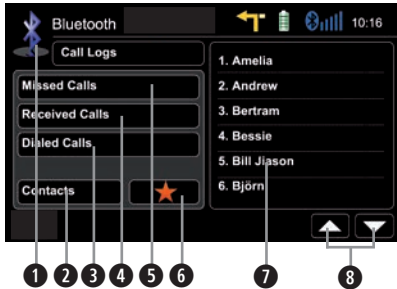 Bluetooth
10:16
Call Logs
Missed Calls
Received Calls
Dialed Calls
Contacts
1. Amelia
2. Andrew
3. Bertram
4. Bessie
5. Bill Jiason
6. Björn
1 2 3 4 5 6 7 8